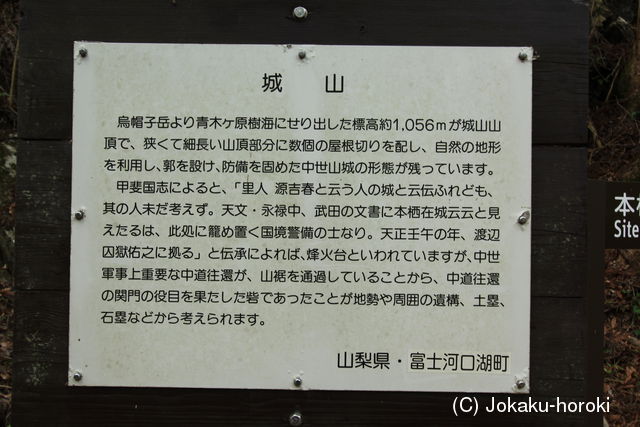 城山
烏帽子岳より青木ヶ原樹海にせり出した標高約1,056mが城山山
頂で、狭くて細長い山頂部分に数個の屋根切りを配し、自然の地形
を利用し、郭を設け、防備を固めた中世山城の形態が残っています。
甲斐国志によると、「里人 源吉春と云う人の城と云伝ふれども、
其の人未だ考えず。天文・永禄中、武田の文書に本栖在城云云と見
えたるは、此処に籠め置く国境警備の士なり。天正壬午の年、渡辺
囚獄佑之に拠る」と伝承によれば、烽火台といわれていますが、中世
軍事上重要な中道往還が、山裾を通過していることから、中道往還
の関門の役目を果たした砦であったことが地勢や周囲の遺構、土塁、
石塁などから考えられます。
山梨県・富士河口湖町
本
Site
(C) Jokaku-horoki